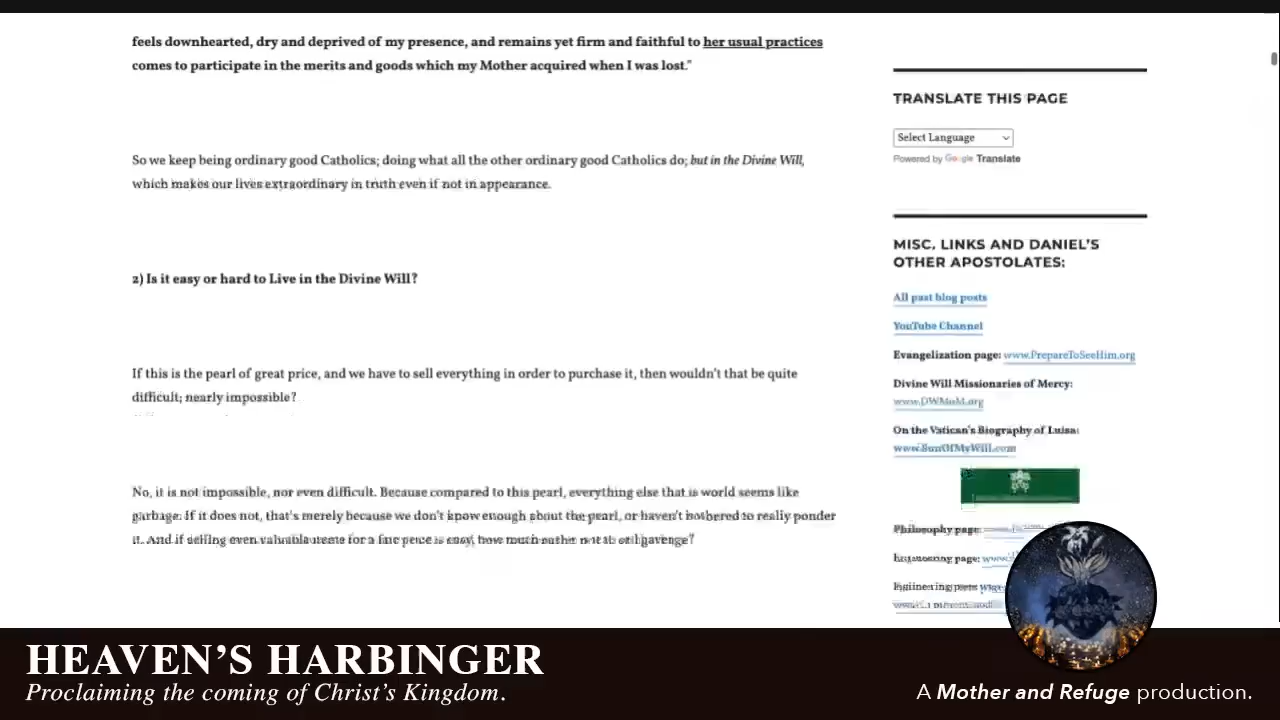 feels downhearted, dry and deprived of my presence, and remains yet firm and faithful to her usual practices
comes to participate in the merits and goods which my Mother acquired when I was lost."
So we keep being ordinary good Catholics; doing what all the other ordinary good Catholics do; but in the Divine Will,
which makes our lives extraordinary in truth even if not in appearance.
2) Is it easy or hard to Live in the Divine Will?
If this is the pearl of great price, and we have to sell everything in order to purchase it, then wouldn't that be quite
difficult; nearly impossible?
No, it is not impossible, nor even difficult. Because compared to this pearl, everything else that is world seems like
garbage. If it does not, that's merely because we don't know enough about the pearl, or haven't bothered to really ponder
it. And if selling even valuable items for a fine price is easy, how much
TRANSLATE THIS PAGE
Select Language
Powered by Google Translate
MISC. LINKS AND DANIEL'S
OTHER APOSTOLATES:
All past blog posts
YouTube Channel
Evangelization page: www.PrepareToSeeHim.org
Divine Will Missionaries of Mercy:
www.DWMoM.org
On the Vatican's Biography of Luisa:
www.SunOfMyWill.com
Philosophy page:
page:
HEAVEN'S HARBINGER
Proclaiming the coming of Christ's Kingdom.
A Mother and Refuge production.